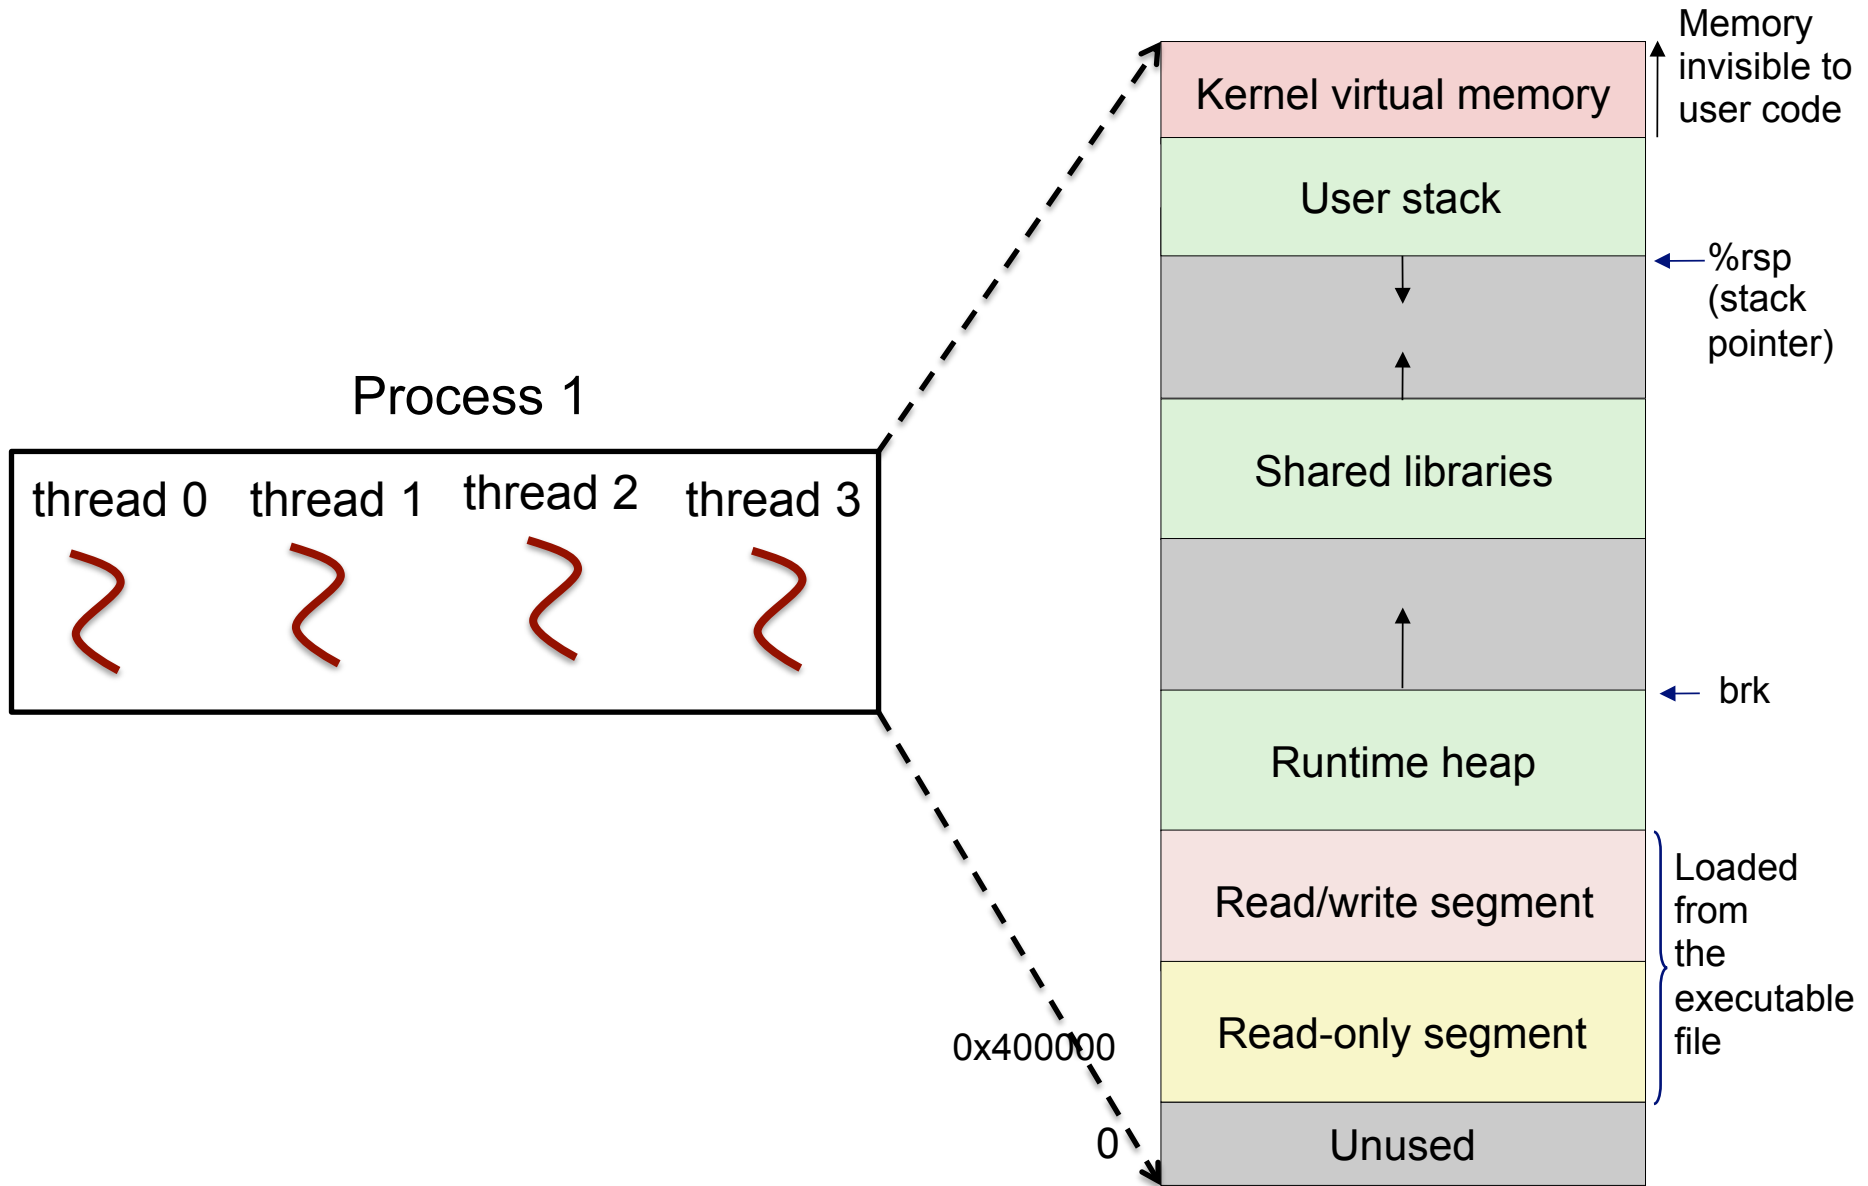 Memory
invisible to
user code
Kernel virtual memory
User stack
%rsp
(stack
pointer)
Process 1
thread 0 thread 1 thread 2 thread 3
Shared libraries
brk
Runtime heap
Read/write segment
Loaded
from
the
executable
file
Read-only segment
0x400000
0
Unused